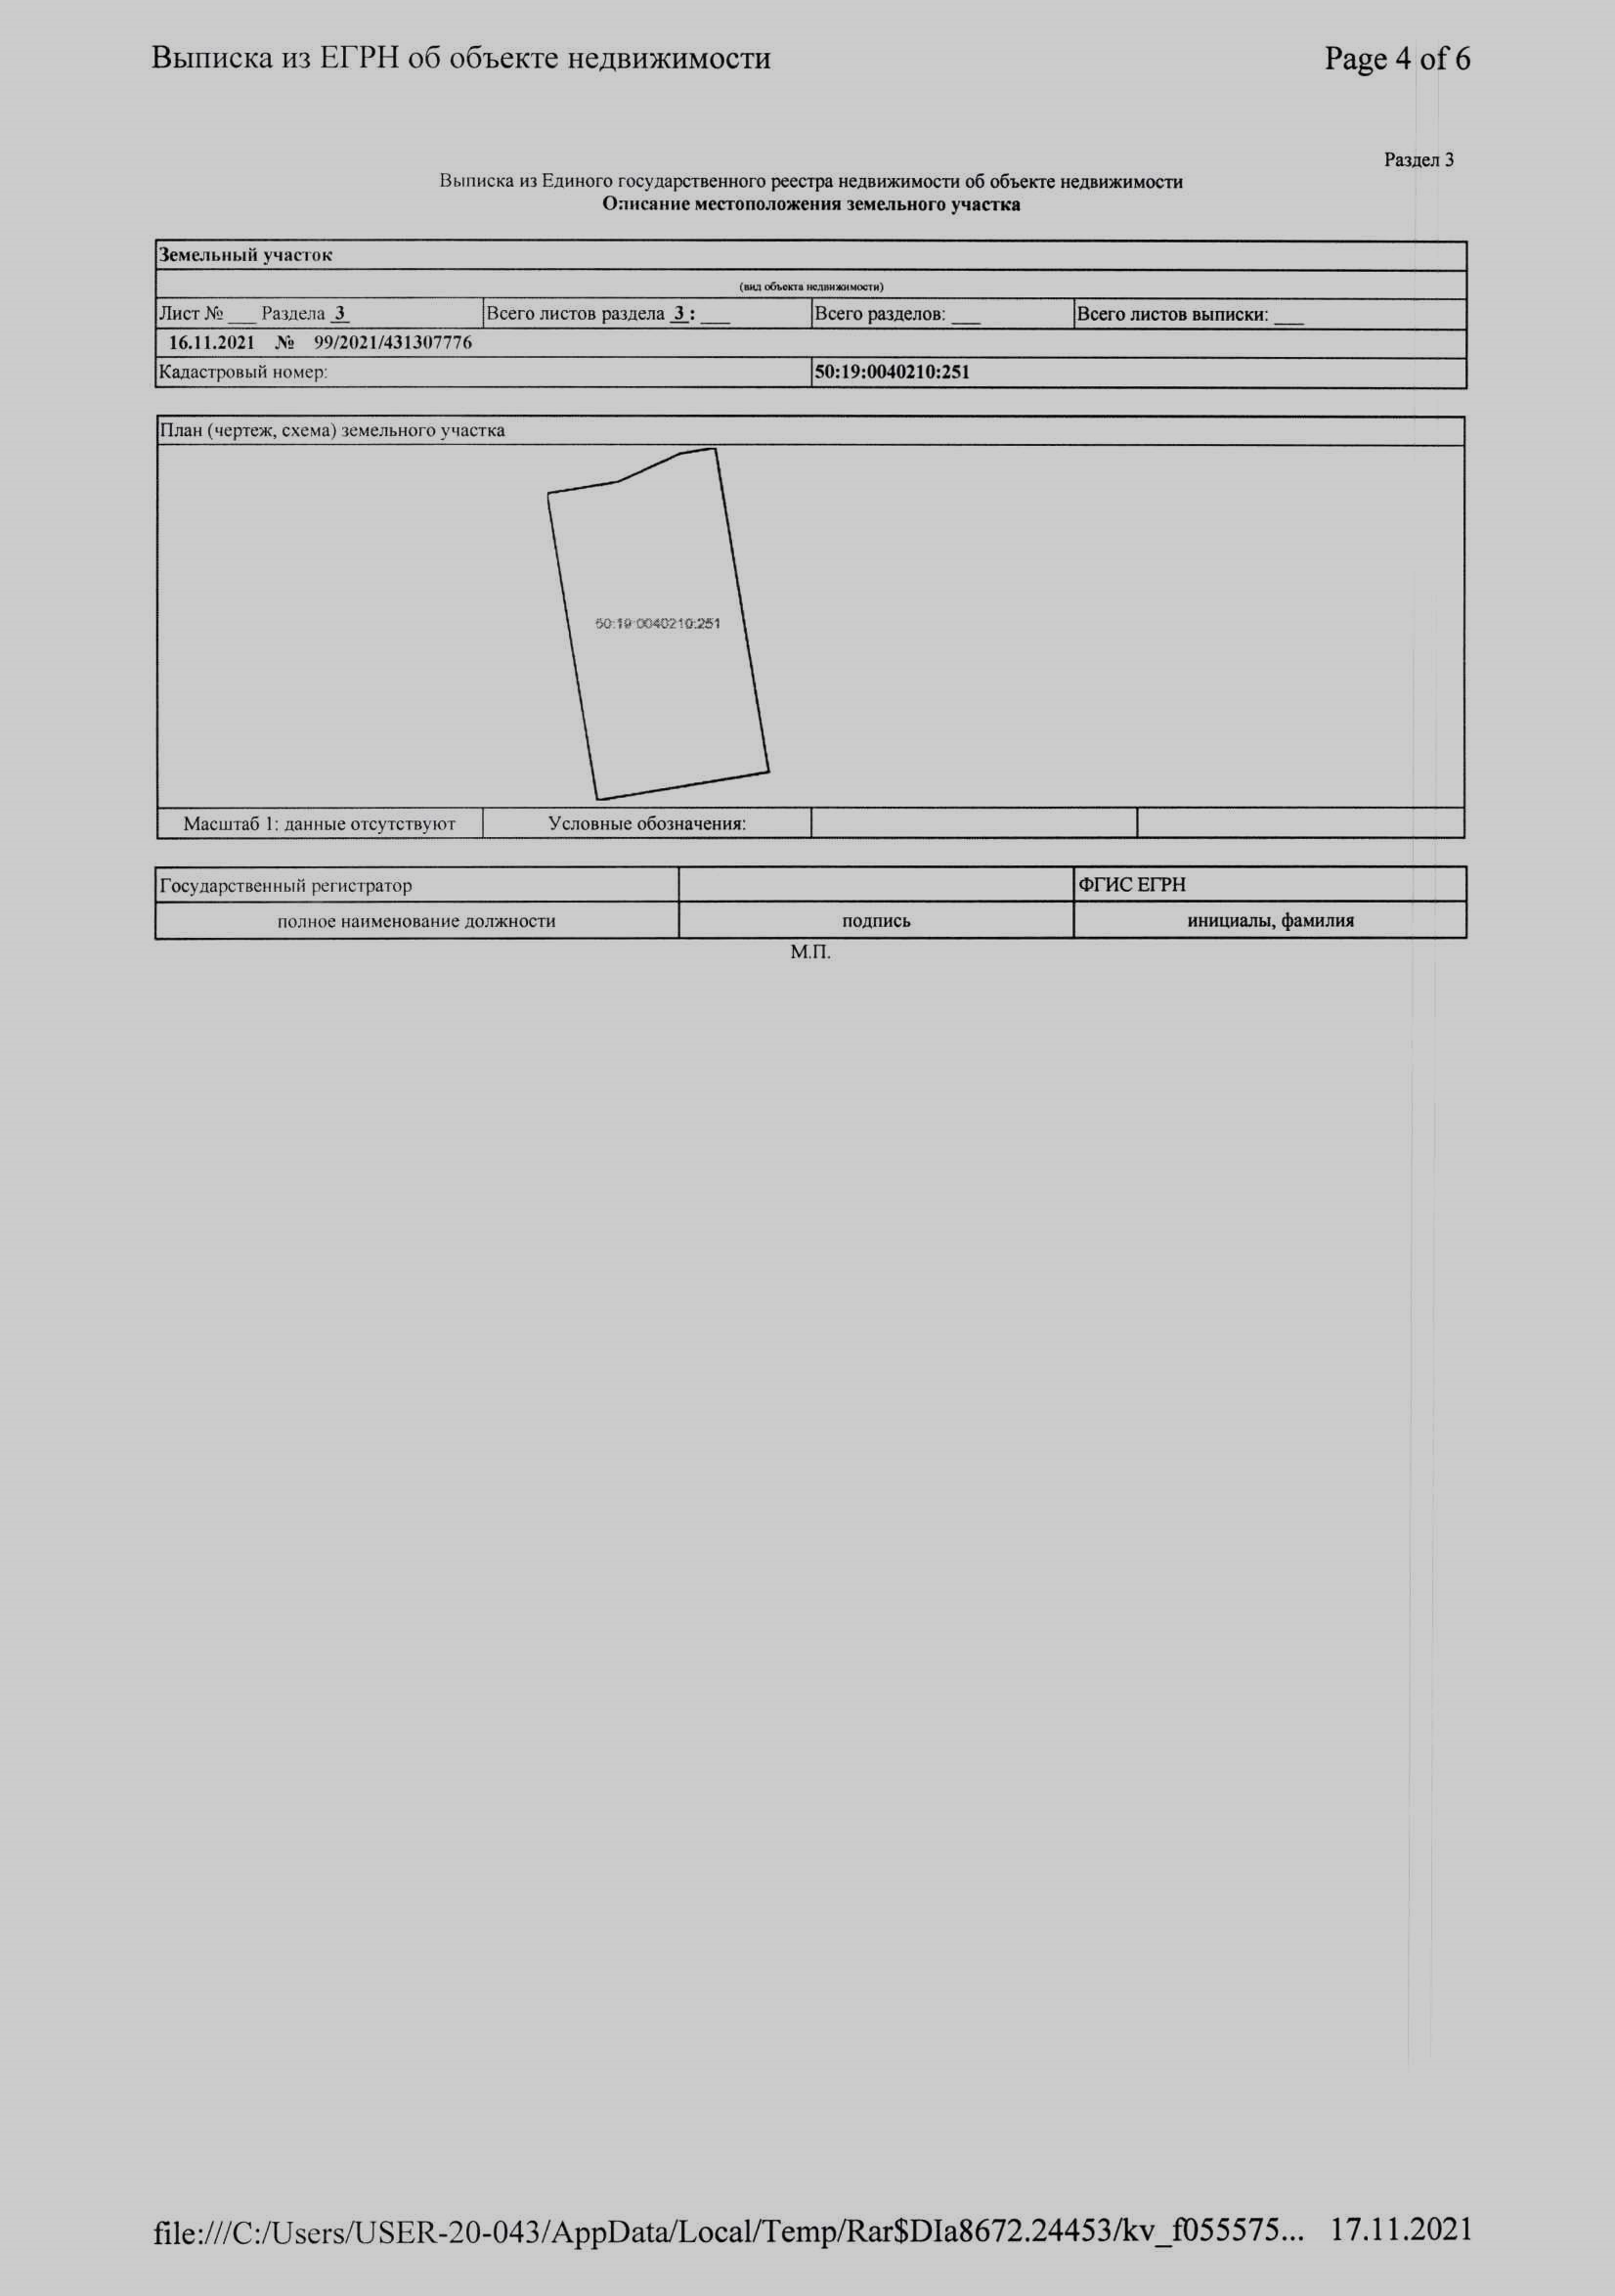 Выписка из ЕГРН об объекте недвижимости Page 4 of 6
Раздел 3
Выписка из Единого государственного реестра недвижимости об объекте недвижимости
Описание местоположения земельного участка
Земельный участок
(вид объекта недвижимости)
Лист № ___ Раздела 3 Всего листов раздела 3 : ___ Всего разделов: ___ Всего листов выписки: ___
16.11.2021 № 99/2021/431307776
Кадастровый номер: 50:19:0040210:251
План (чертеж, схема) земельного участка
50:19:0040210:251
Масштаб 1: данные отсутствуют Условные обозначения:
Государственный регистратор ФГИС ЕГРН
полное наименование должности подпись инициалы, фамилия
М.П.
file:///C:/Users/USER-20-043/AppData/Local/Temp/Rar$DIa8672.24453/kv_f055575... 17.11.2021